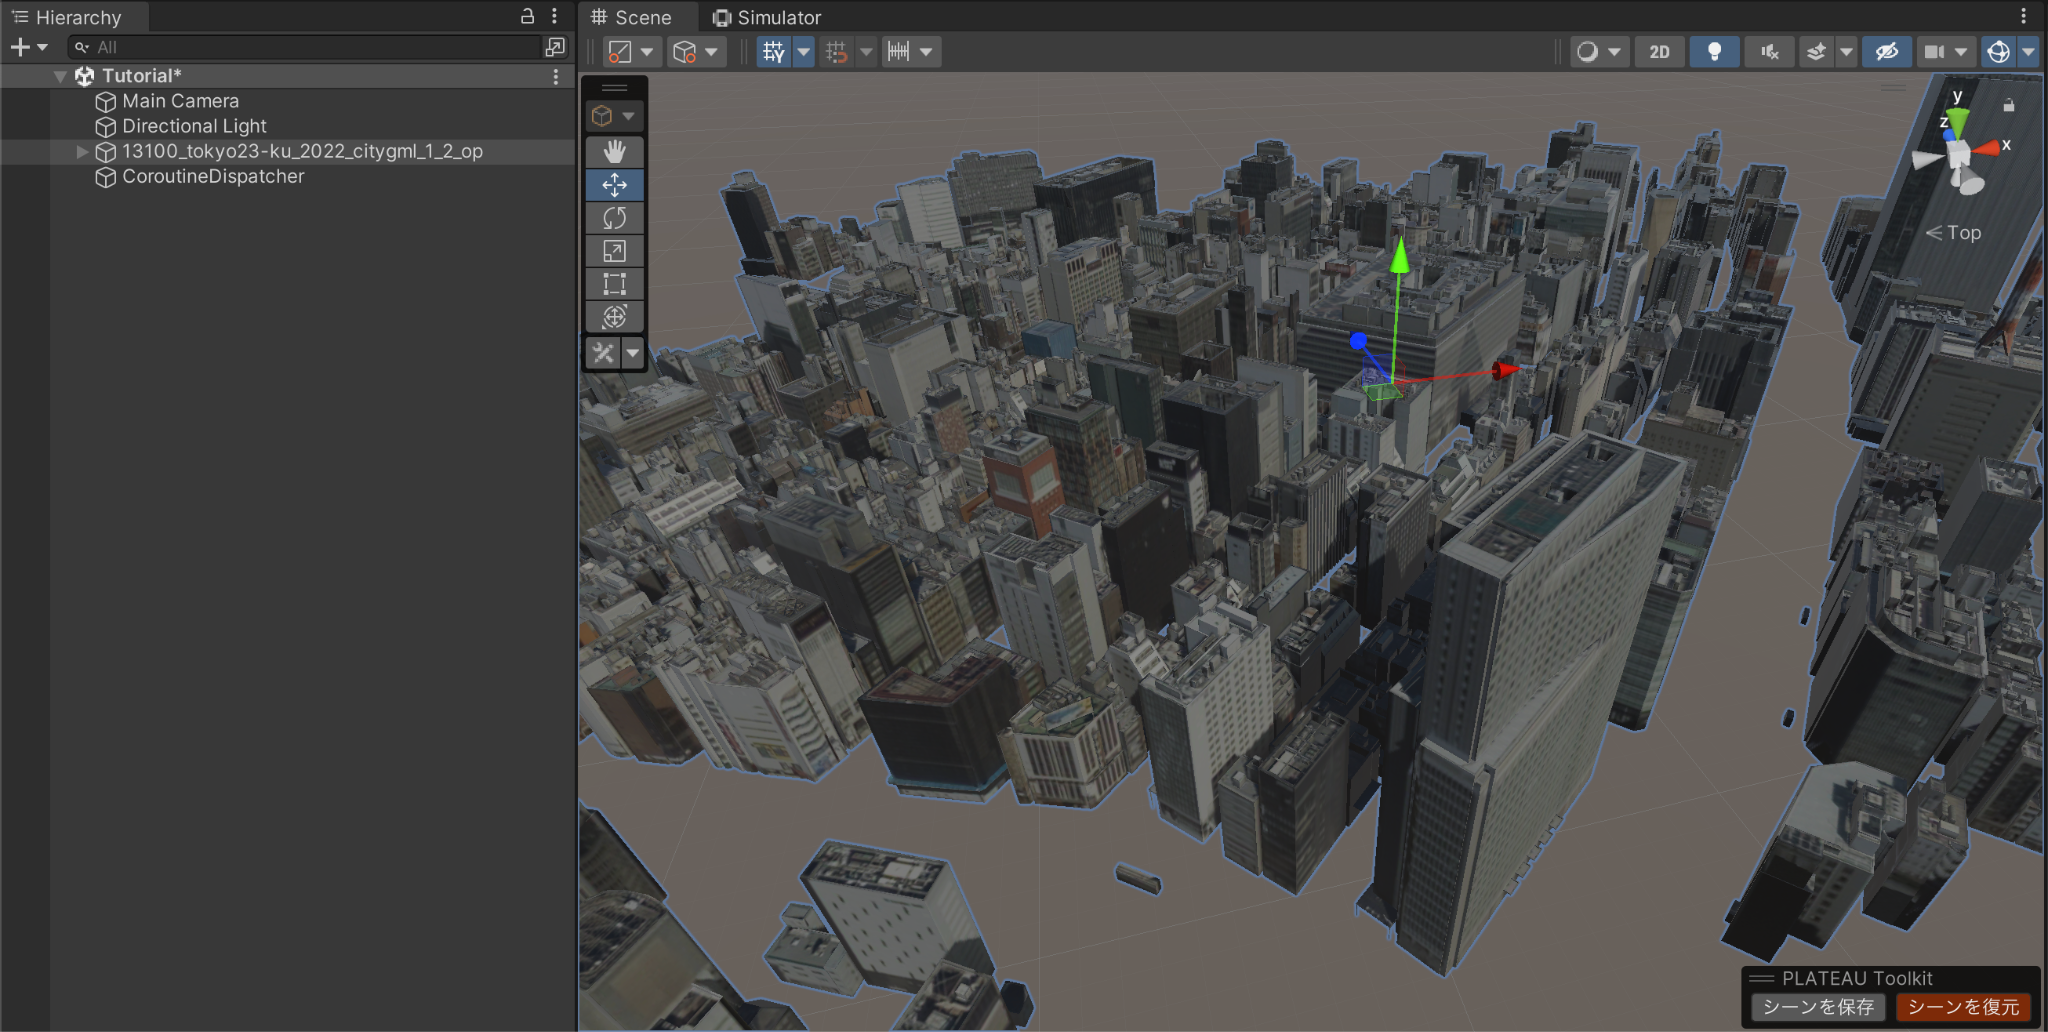 Hierarchy
All
Tutorial*
Main Camera
Directional Light
13100_tokyo23-ku_2022_citygml_1_2_op
CoroutineDispatcher
Scene
Simulator
2D
y
z
x
Top
PLATEAU Toolkit
シーンを保存
シーンを復元